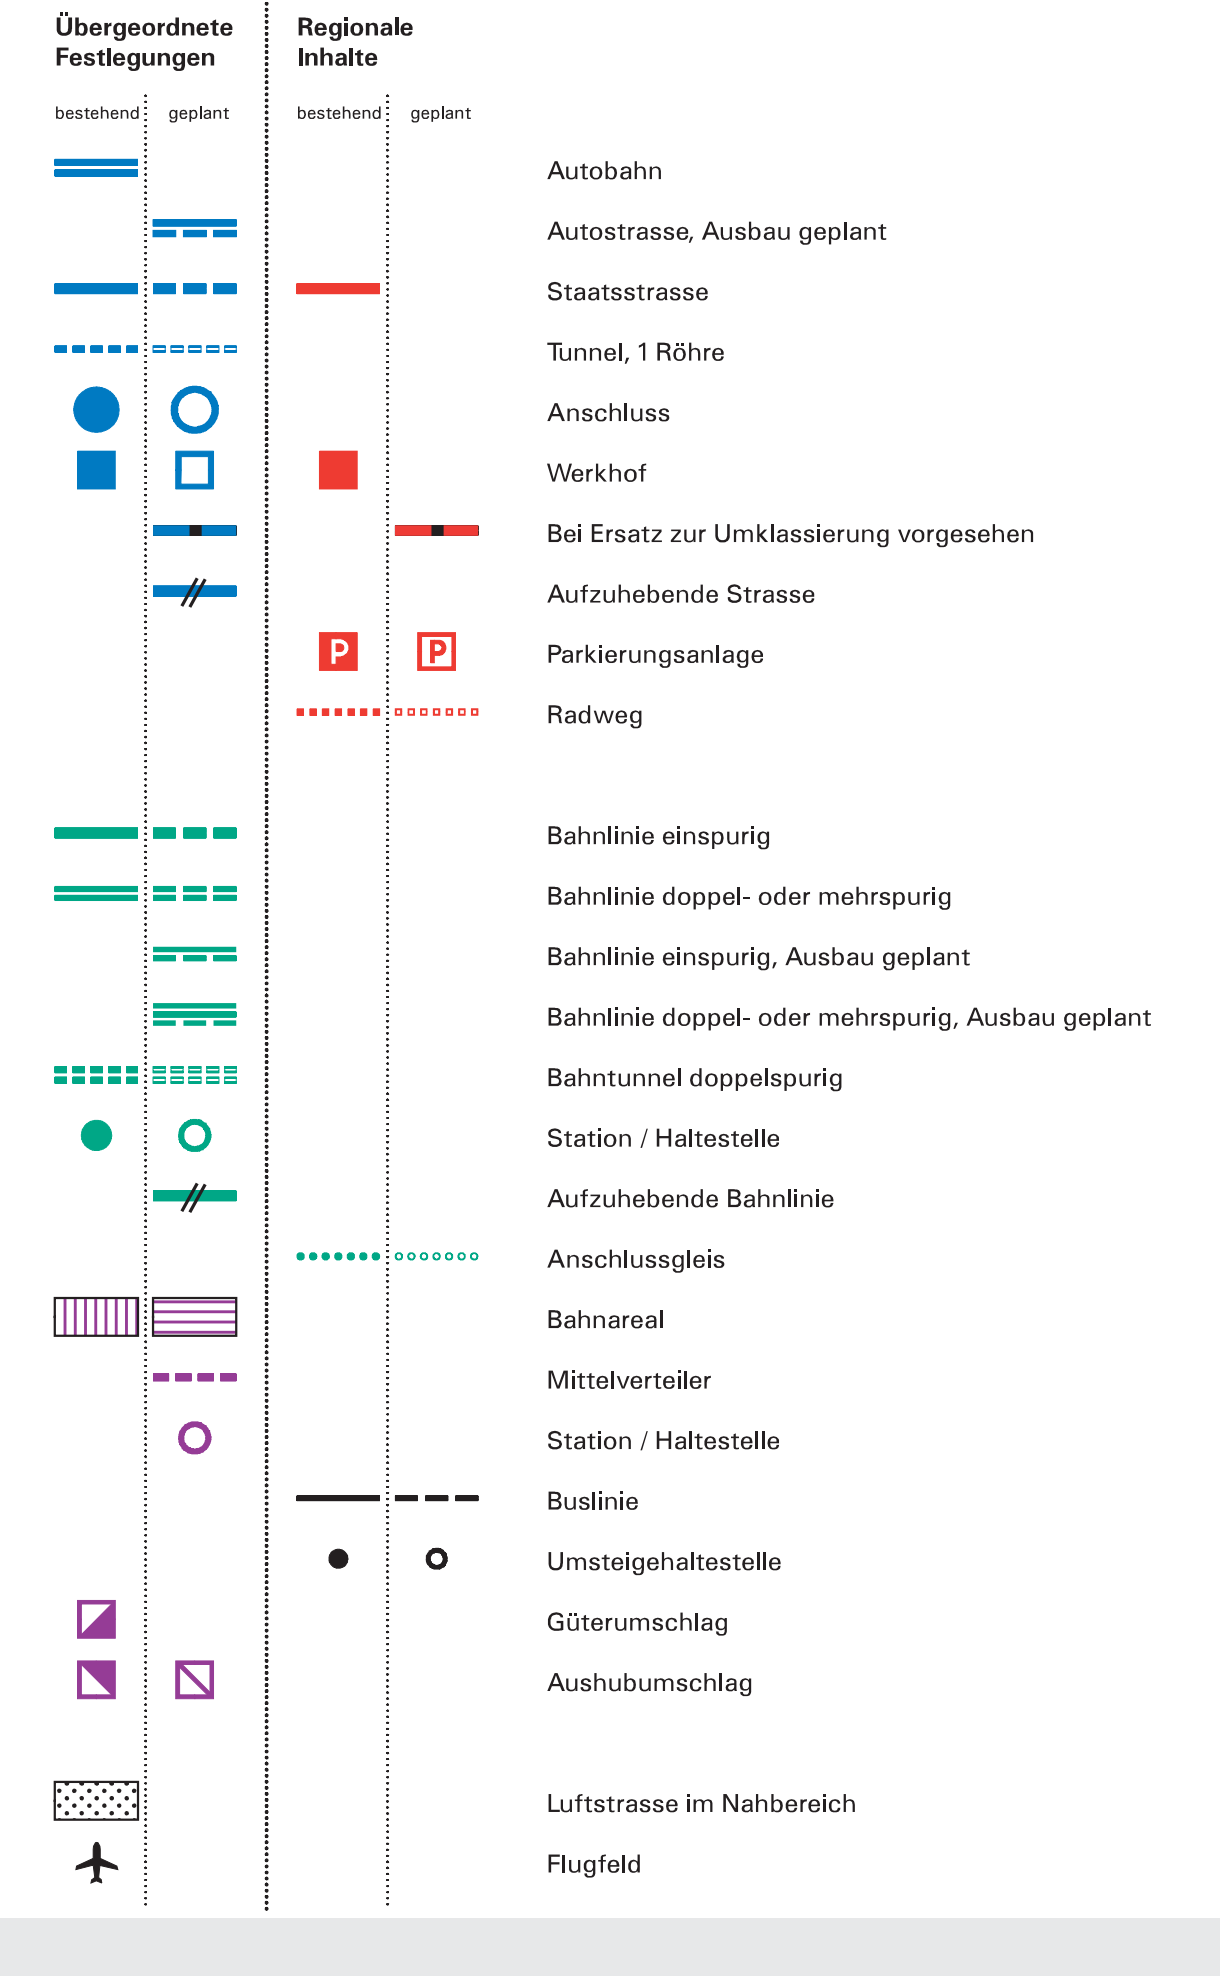 Übergeordnete
Festlegungen
Regionale
Inhalte
bestehend
geplant
bestehend
geplant
Autobahn
Autostrasse, Ausbau geplant
Staatsstrasse
Tunnel, 1 Röhre
Anschluss
Werkhof
Bei Ersatz zur Umklassierung vorgesehen
Aufzuhebende Strasse
P
P
Parkierungsanlage
Radweg
Bahnlinie einspurig
Bahnlinie doppel- oder mehrspurig
Bahnlinie einspurig, Ausbau geplant
Bahnlinie doppel- oder mehrspurig, Ausbau geplant
Bahntunnel doppelspurig
Station / Haltestelle
Aufzuhebende Bahnlinie
Anschlussgleis
Bahnareal
Mittelverteiler
Station / Haltestelle
Buslinie
Umsteigehaltestelle
Güterumschlag
Aushubumschlag
Luftstrasse im Nahbereich
Flugfeld